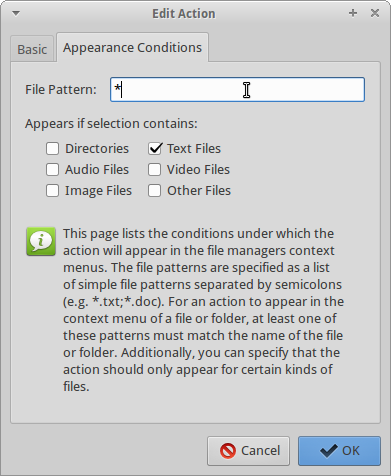 Edit Action
Basic
Appearance Conditions
File Pattern: *
Appears if selection contains:
Directories
Text Files
Audio Files
Video Files
Image Files
Other Files
This page lists the conditions under which the
action will appear in the file managers context
menus. The file patterns are specified as a list
of simple file patterns separated by semicolons
(e.g. *.txt;*.doc). For an action to appear in the
context menu of a file or folder, at least one of
these patterns must match the name of the file
or folder. Additionally, you can specify that the
action should only appear for certain kinds of
files.
Cancel
OK